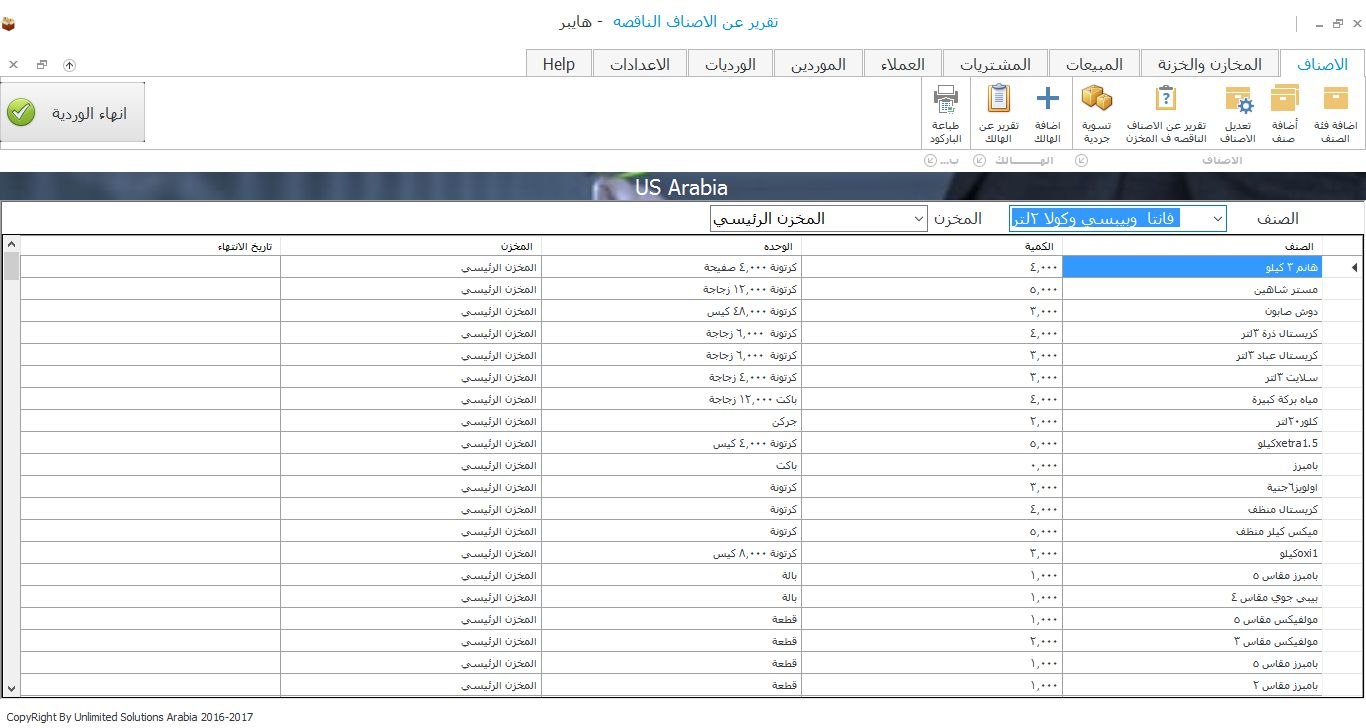 تقرير عن الاصناف الناقصه - هايبر
الاصناف المخازن والخزنة المبيعات المشتريات العملاء الموردين الورديات الاعدادات Help
اضافة فئة الصنف
أضافة صنف
تعديل الاصناف
تقرير عن الاصناف الناقصه ف المخزن
تسوية جردية
اضافة الهالك
تقرير عن الهالك
طباعة الباركود
انهاء الوردية
الاصناف الهـــــالك ب...
US Arabia
الصنف فانتا وبيبسي وكولا ٢لتر المخزن المخزن الرئيسي
الصنف الكمية الوحده المخزن تاريخ الانتهاء
هانم ٣ كيلو ٤,٠٠٠ كرتونة ٤,٠٠٠ صفيحة المخزن الرئيسي
مستر شاهين ٥,٠٠٠ كرتونة ١٢,٠٠٠ زجاجة المخزن الرئيسي
دوش صابون ٣,٠٠٠ كرتونة ٤٨,٠٠٠ كيس المخزن الرئيسي
كريستال ذرة ٣لتر ٤,٠٠٠ كرتونة ٦,٠٠٠ زجاجة المخزن الرئيسي
كريستال عباد ٣لتر ٣,٠٠٠ كرتونة ٦,٠٠٠ زجاجة المخزن الرئيسي
سلايت ٣لتر ٣,٠٠٠ كرتونة ٤,٠٠٠ زجاجة المخزن الرئيسي
مياه بركة كبيرة ٤,٠٠٠ باكت ١٢,٠٠٠ زجاجة المخزن الرئيسي
كلور٢٠لتر ٢,٠٠٠ جركن المخزن الرئيسي
xetra1.5كيلو ٥,٠٠٠ كرتونة ٤,٠٠٠ كيس المخزن الرئيسي
بامبرز ٠,٠٠٠ باكت المخزن الرئيسي
اولويز٦جنية ٣,٠٠٠ كرتونة المخزن الرئيسي
كريستال منظف ٤,٠٠٠ كرتونة المخزن الرئيسي
ميكس كيلر منظف ٥,٠٠٠ كرتونة المخزن الرئيسي
oxi1كيلو ٣,٠٠٠ كرتونة ٨,٠٠٠ كيس المخزن الرئيسي
بامبرز مقاس ٥ ١,٠٠٠ بالة المخزن الرئيسي
بيبي جوي مقاس ٤ ١,٠٠٠ بالة المخزن الرئيسي
مولفيكس مقاس ٥ ١,٠٠٠ قطعة المخزن الرئيسي
مولفيكس مقاس ٣ ٢,٠٠٠ قطعة المخزن الرئيسي
بامبرز مقاس ٥ ١,٠٠٠ قطعة المخزن الرئيسي
بامبرز مقاس ٢ ١,٠٠٠ قطعة المخزن الرئيسي
CopyRight By Unlimited Solutions Arabia 2016-2017